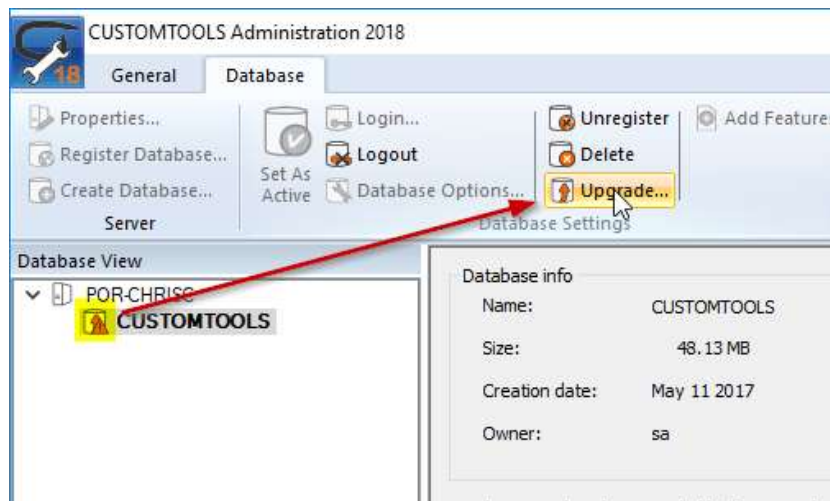 CUSTOMTOOLS Administration 2018
18
General Database
Properties... Login... Unregister Add Feature
Register Database... Logout Delete
Create Database... Set As Active Database Options... Upgrade...
Server Database Settings
Database View
POR-CHRISC
CUSTOMTOOLS
Database info
Name: CUSTOMTOOLS
Size: 48.13 MB
Creation date: May 11 2017
Owner: sa